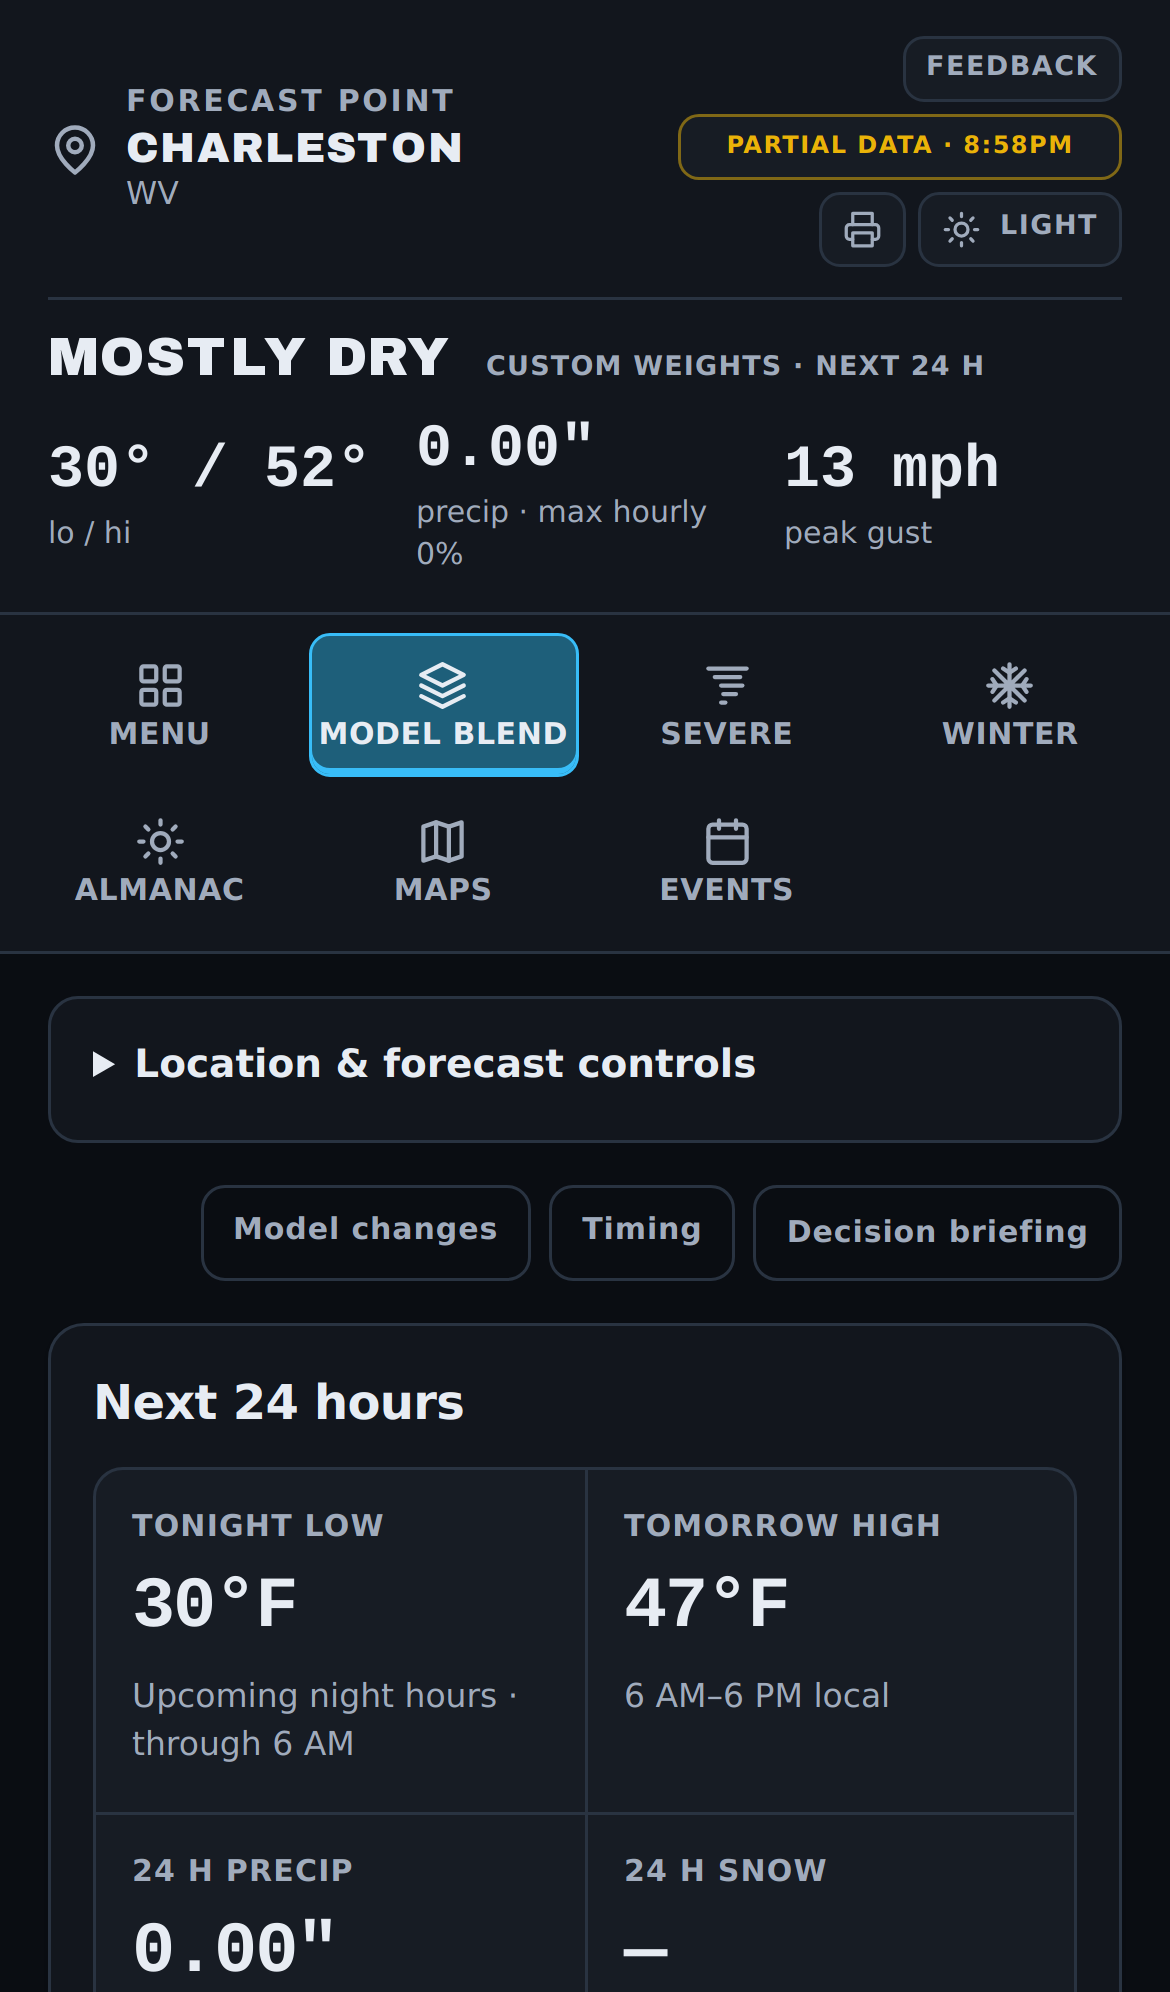 FORECAST POINT
CHARLESTON
WV
FEEDBACK
PARTIAL DATA · 8:58PM
LIGHT
MOSTLY DRY CUSTOM WEIGHTS · NEXT 24 H
30° / 52°
lo / hi
0.00"
precip · max hourly
0%
13 mph
peak gust
MENU
MODEL BLEND
SEVERE
WINTER
ALMANAC
MAPS
EVENTS
Location & forecast controls
Model changes
Timing
Decision briefing
Next 24 hours
TONIGHT LOW
30°F
Upcoming night hours ·
through 6 AM
TOMORROW HIGH
47°F
6 AM–6 PM local
24 H PRECIP
0.00"
24 H SNOW
—